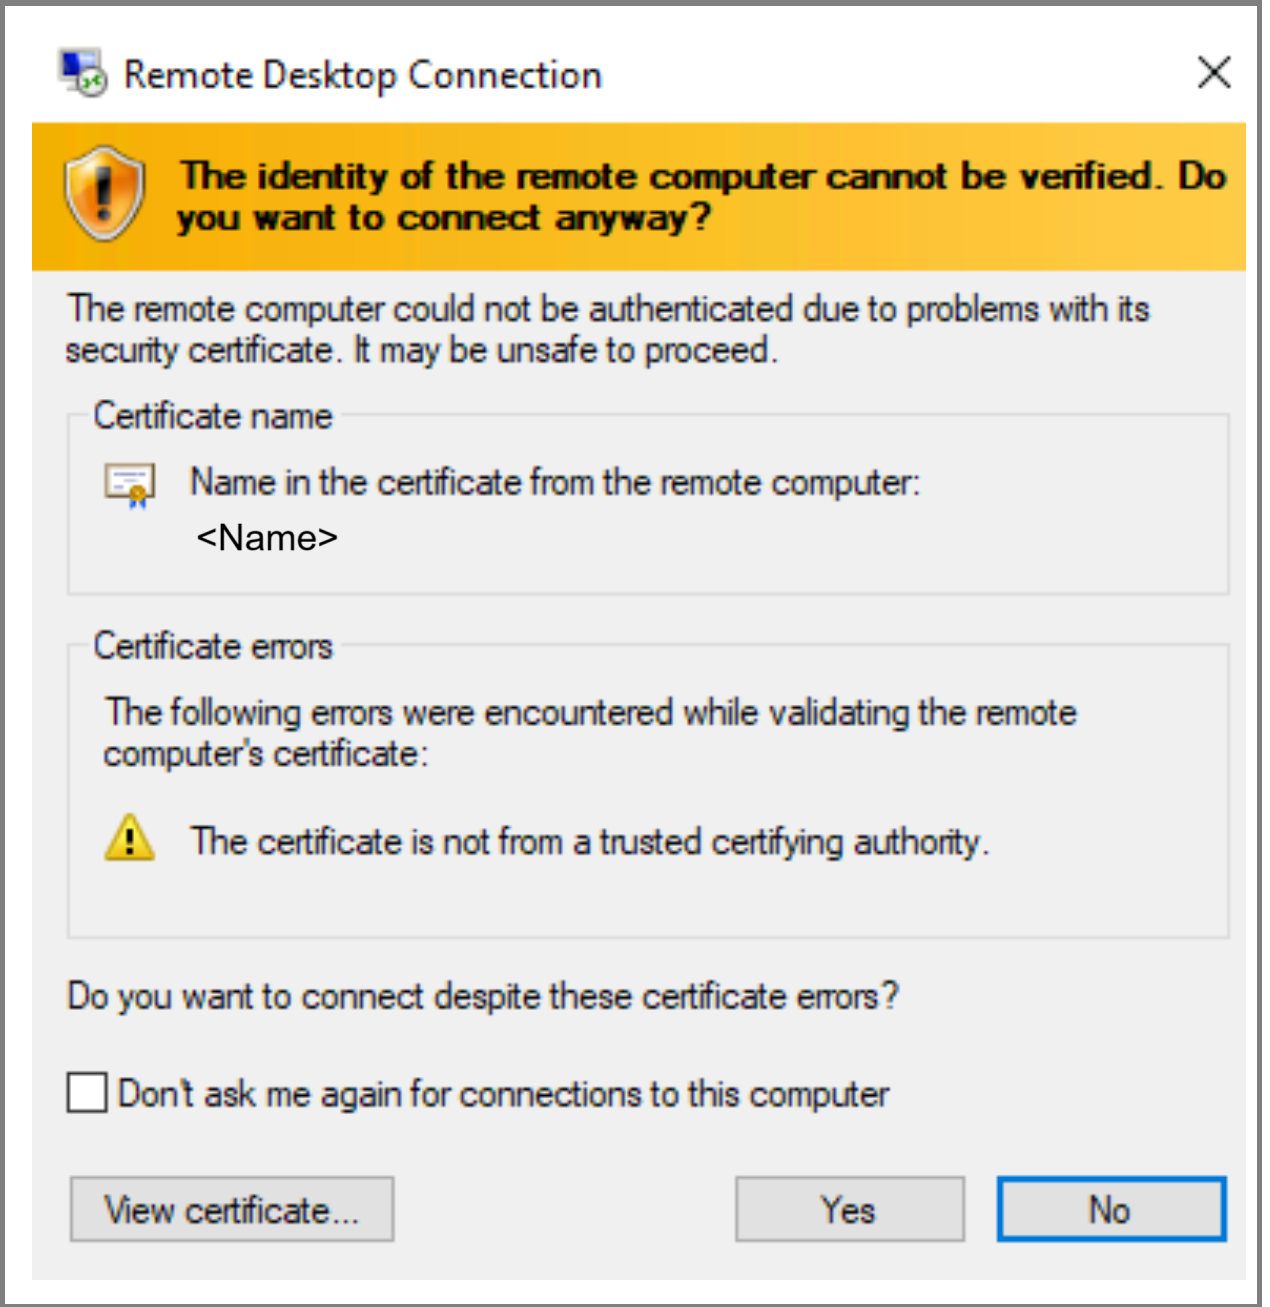 Remote Desktop Connection
The identity of the remote computer cannot be verified. Do
you want to connect anyway?
The remote computer could not be authenticated due to problems with its
security certificate. It may be unsafe to proceed.
Certificate name
Name in the certificate from the remote computer:
<Name>
Certificate errors
The following errors were encountered while validating the remote
computer's certificate:
The certificate is not from a trusted certifying authority.
Do you want to connect despite these certificate errors?
Don't ask me again for connections to this computer
View certificate...
Yes
No